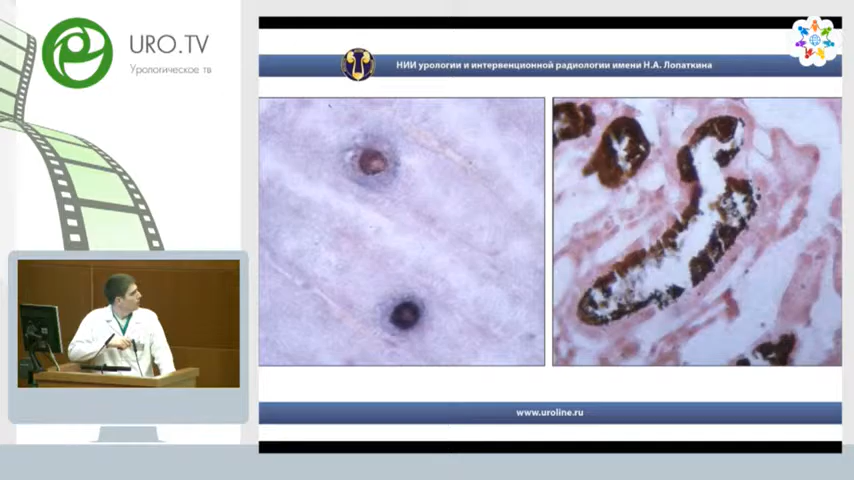 URO.TV
Урологическое тв
НИИ урологии и интервенционной радиологии имени Н.А. Лопаткина
www.uroline.ru